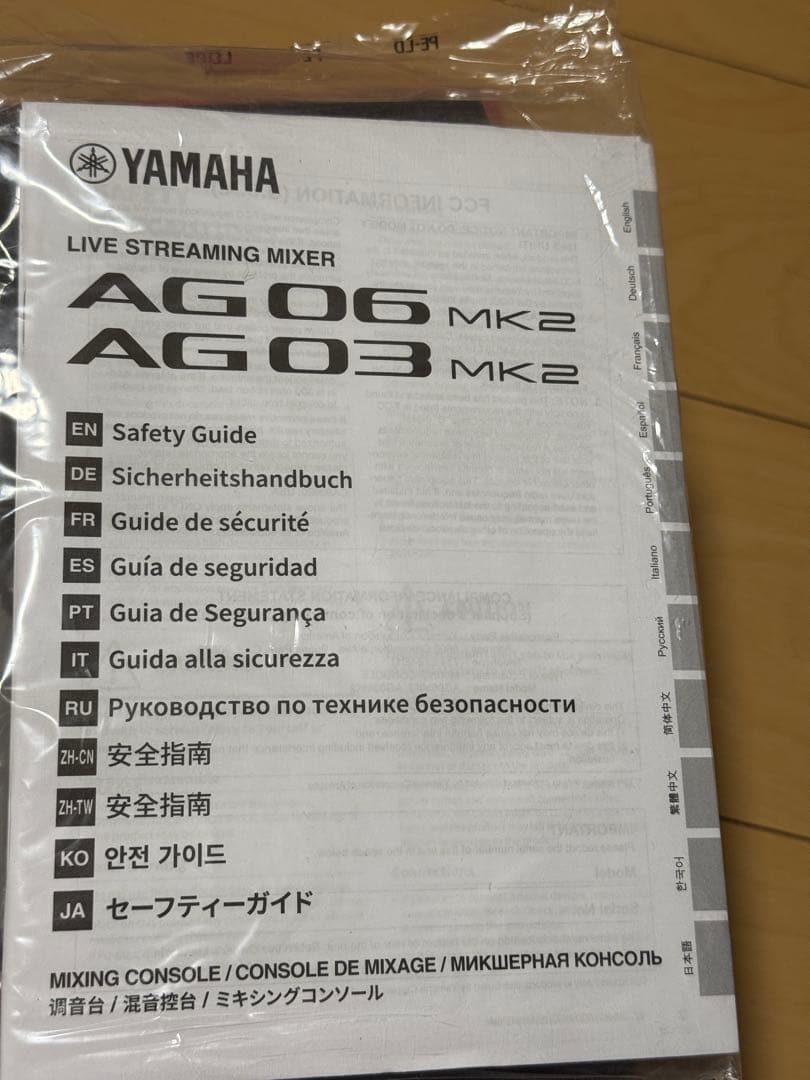 PE-LD
YAMAHA
LIVE STREAMING MIXER
AG06 MK2
AG03 MK2
EN Safety Guide
DE Sicherheitshandbuch
FR Guide de sécurité
ES Guía de seguridad
PT Guia de Segurança
IT Guida alla sicurezza
RU Руководство по технике безопасности
ZH-CN 安全指南
ZH-TW 安全指南
KO 안전 가이드
JA セーフティーガイド
MIXING CONSOLE / CONSOLE DE MIXAGE / МИКШЕРНАЯ КОНСОЛЬ
调音台 / 混音控台 / ミキシングコンソール
English
Deutsch
Français
Español
Português
Italiano
Русский
简体中文
繁體中文
한국어
日本語